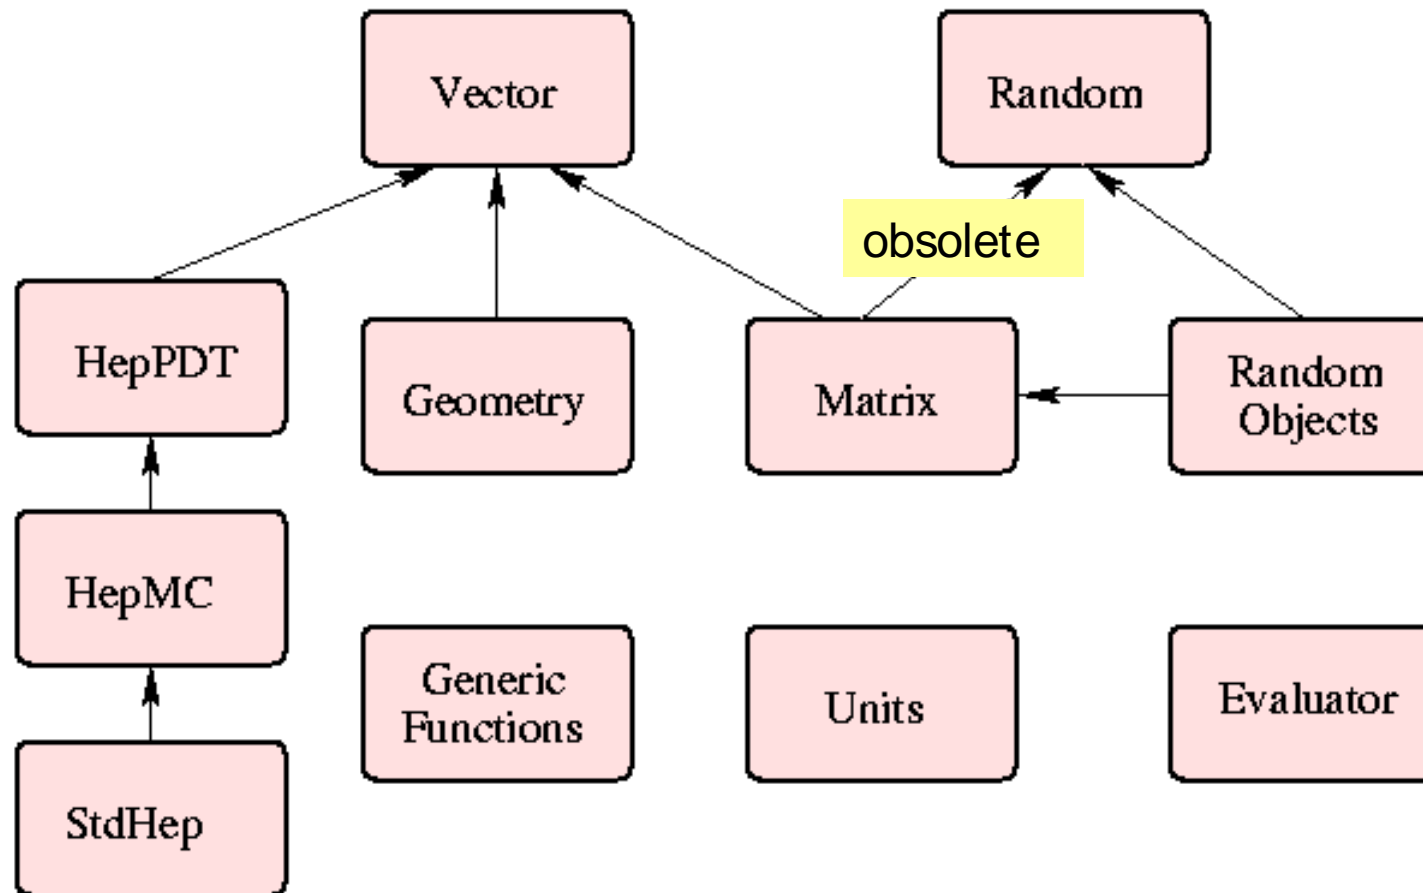 Vector
Random
obsolete
HepPDT
Geometry
Matrix
Random
Objects
HepMC
Generic
Functions
Units
Evaluator
StdHep